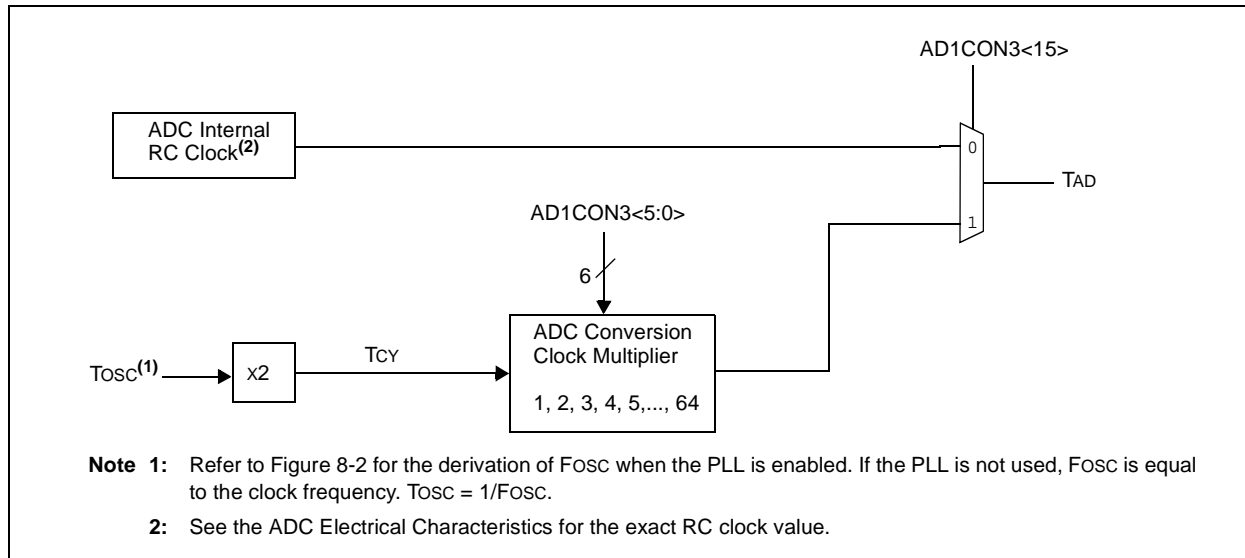 AD1CON3<15>
ADC Internal
RC Clock(2)
0
TAD
AD1CON3<5:0>
1
6
ADC Conversion
Clock Multiplier
TOSC(1)
X2
TCY
1, 2, 3, 4, 5,..., 64
Note 1: Refer to Figure 8-2 for the derivation of FOSC when the PLL is enabled. If the PLL is not used, FOSC is equal
to the clock frequency. TOSC = 1/FOSC.
2: See the ADC Electrical Characteristics for the exact RC clock value.